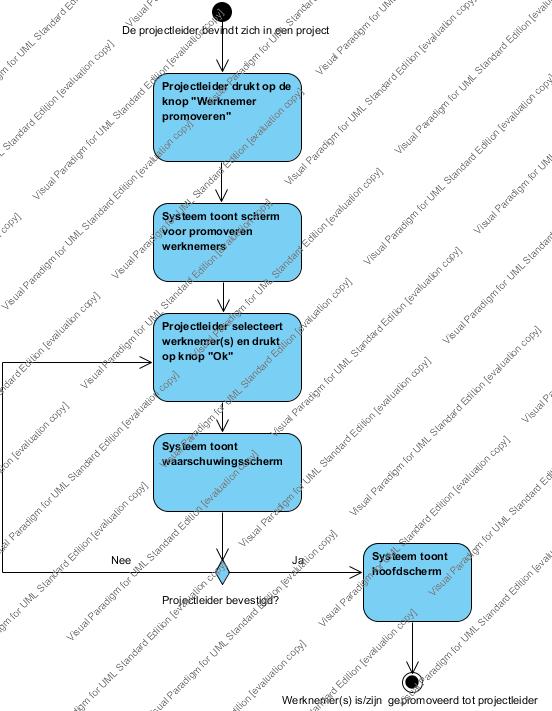 De projectleider bevindt zich in een project
Projectleider drukt op de
knop "Werknemer
promoveren"
Systeem toont scherm
voor promoveren
werknemers
Projectleider selecteert
werknemer(s) en drukt
op knop "Ok"
Systeem toont
waarschuwingsscherm
Nee
Ja
Projectleider bevestigd?
Systeem toont
hoofdscherm
Werknemer(s) is/zijn gepromoveerd tot projectleider
Visual Paradigm for UML Standard Edition [evaluation copy]